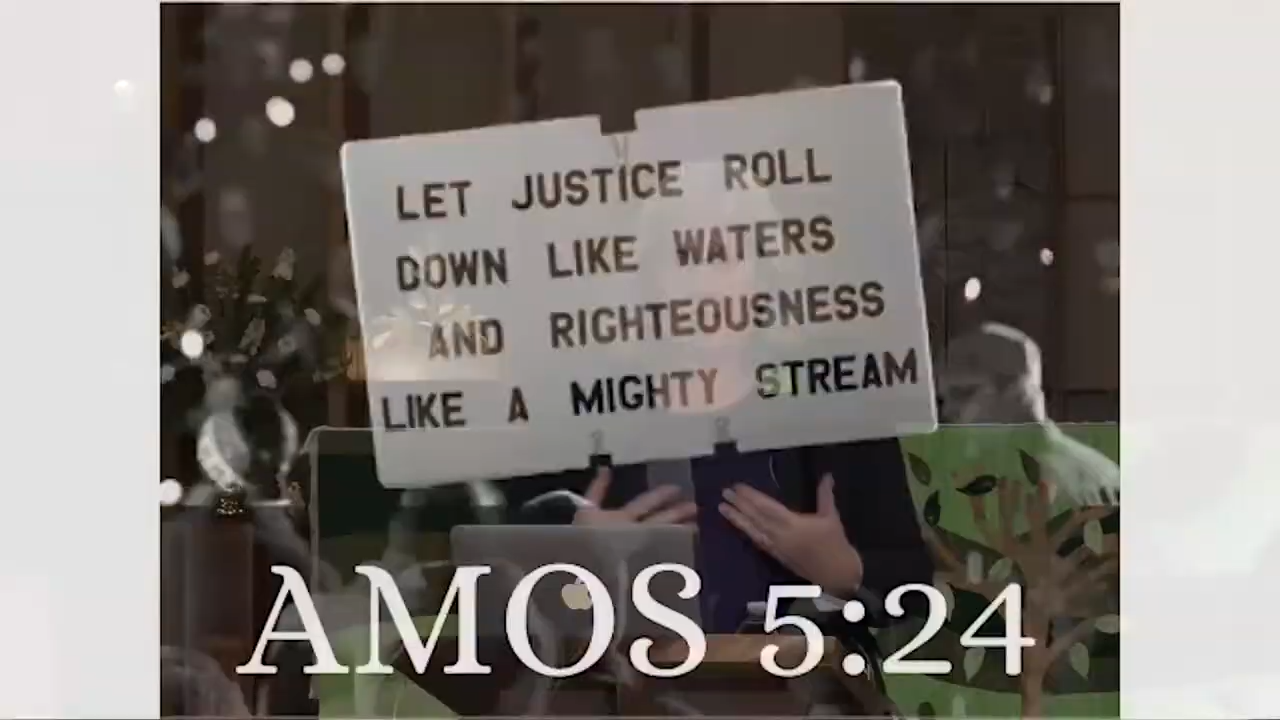 LET JUSTICE ROLL
DOWN LIKE WATERS
AND RIGHTEOUSNESS
LIKE A MIGHTY STREAM
AMOS 5:24